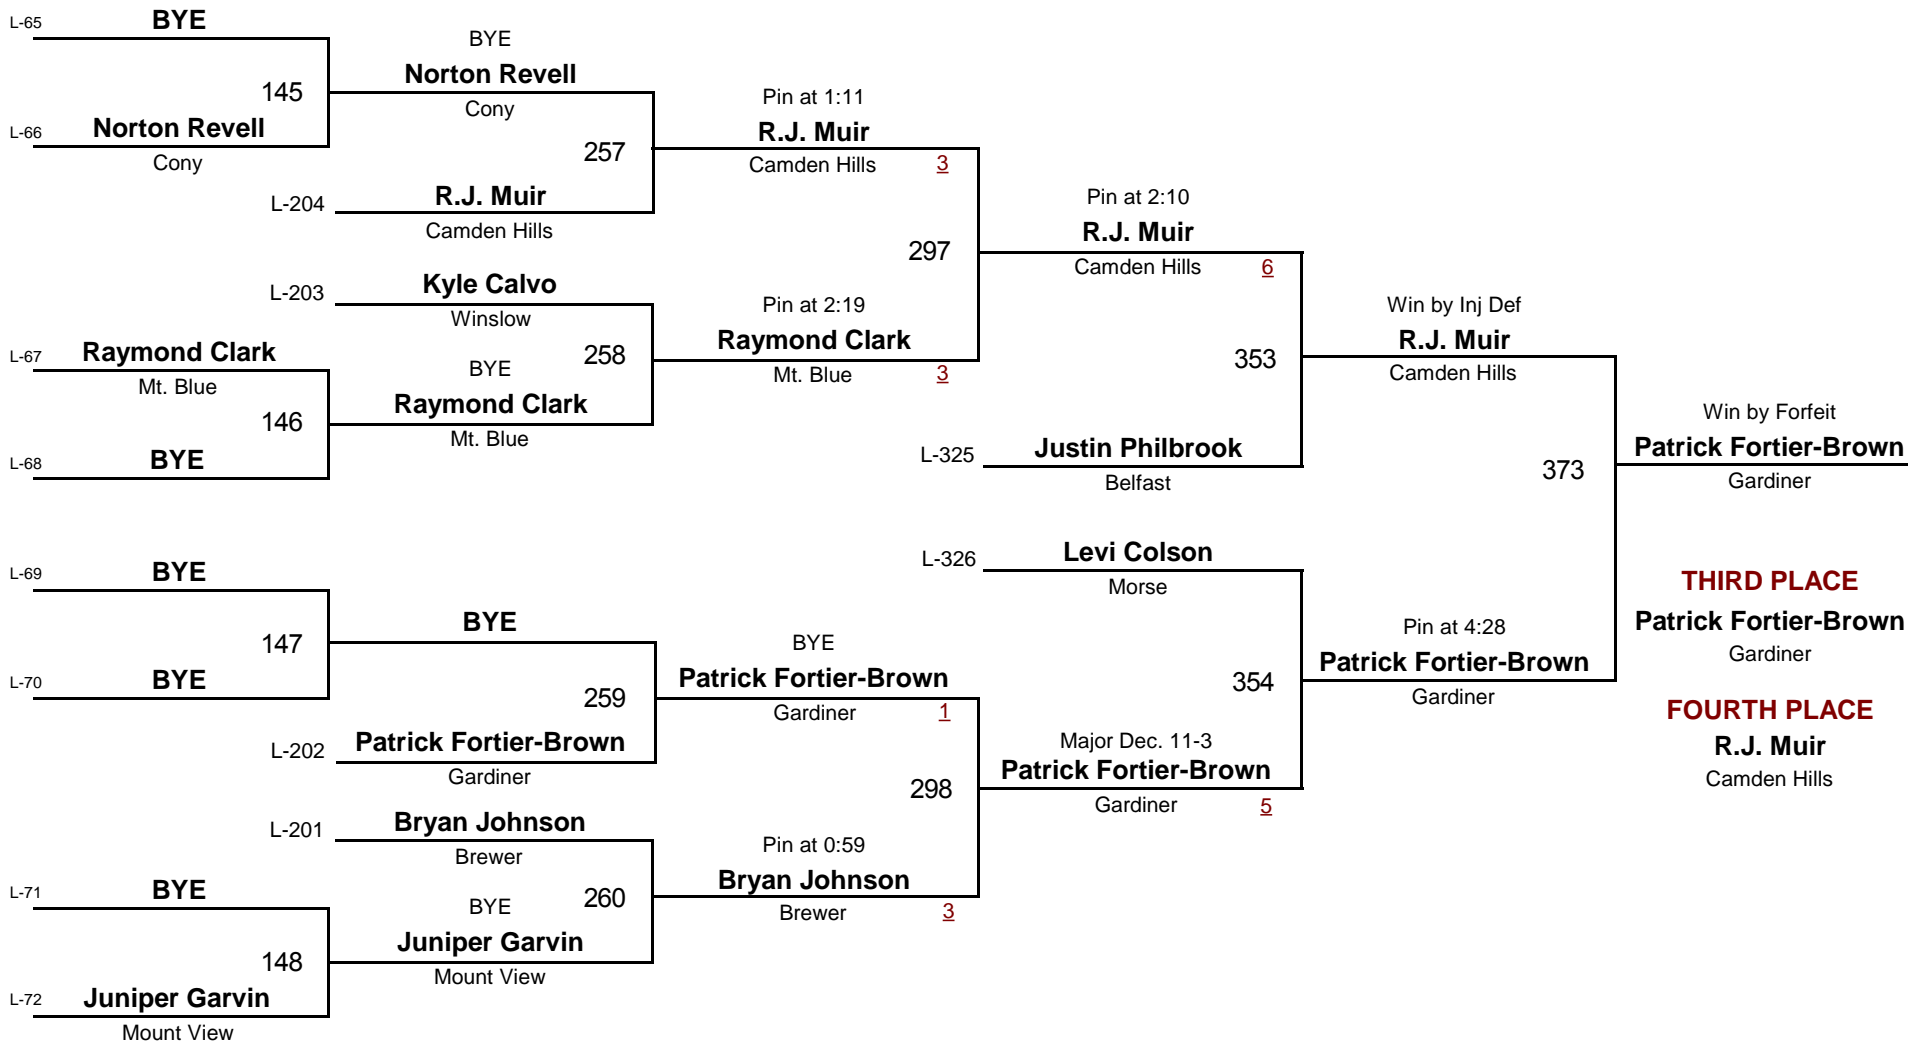 L-65
BYE
145
L-66
Norton Revell
Cony
BYE
Norton Revell
Cony
257
L-204
R.J. Muir
Camden Hills
Pin at 1:11
R.J. Muir
Camden Hills
3
297
L-203
Kyle Calvo
Winslow
L-67
Raymond Clark
Mt. Blue
146
L-68
BYE
258
BYE
Raymond Clark
Mt. Blue
Pin at 2:19
Raymond Clark
Mt. Blue
3
Pin at 2:10
R.J. Muir
Camden Hills
6
353
L-325
Justin Philbrook
Belfast
Win by Inj Def
R.J. Muir
Camden Hills
373
L-69
BYE
147
L-70
BYE
BYE
259
L-202
Patrick Fortier-Brown
Gardiner
BYE
Patrick Fortier-Brown
Gardiner
1
298
L-201
Bryan Johnson
Brewer
L-71
BYE
148
L-72
Juniper Garvin
Mount View
260
BYE
Juniper Garvin
Mount View
Pin at 0:59
Bryan Johnson
Brewer
3
L-326
Levi Colson
Morse
354
Major Dec. 11-3
Patrick Fortier-Brown
Gardiner
5
Pin at 4:28
Patrick Fortier-Brown
Gardiner
Win by Forfeit
Patrick Fortier-Brown
Gardiner
THIRD PLACE
Patrick Fortier-Brown
Gardiner
FOURTH PLACE
R.J. Muir
Camden Hills